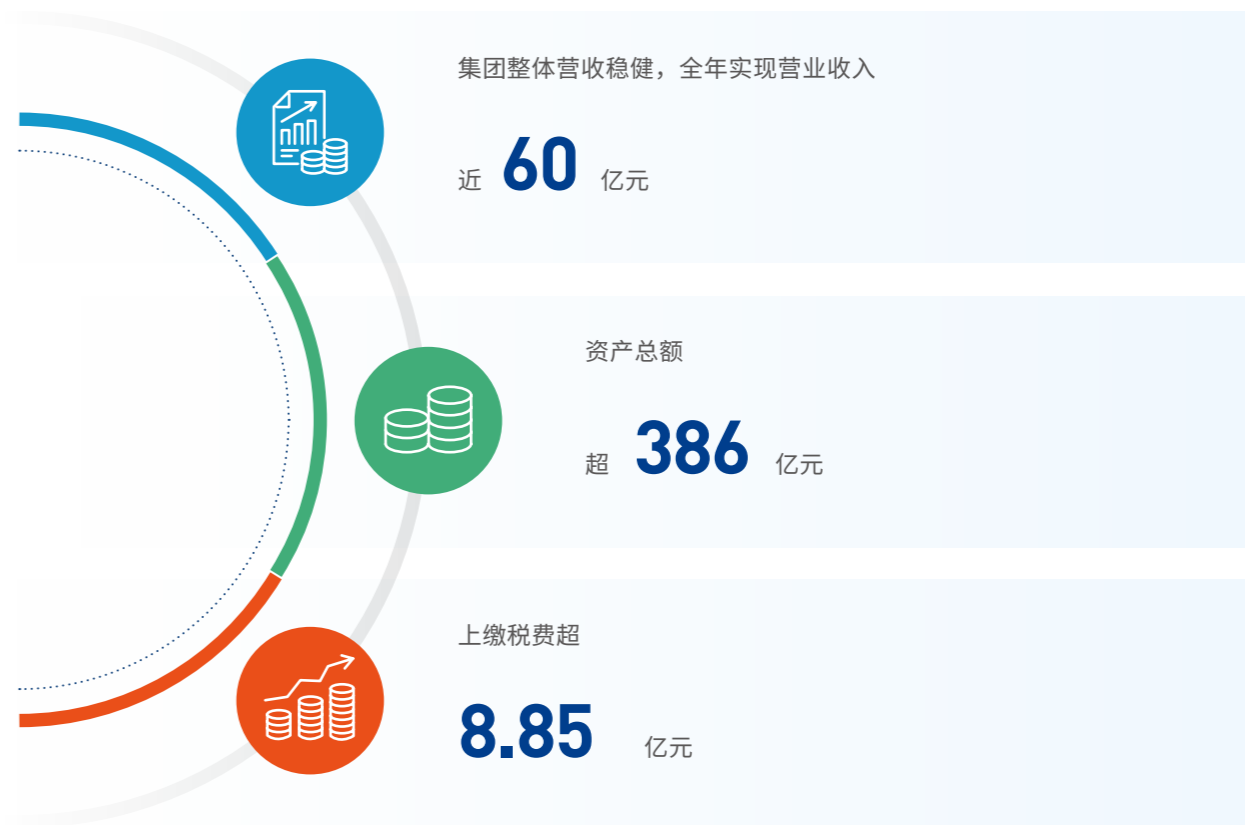 集团整体营收稳健，全年实现营业收入
近 60 亿元
资产总额
超 386 亿元
上缴税费超
8.85 亿元